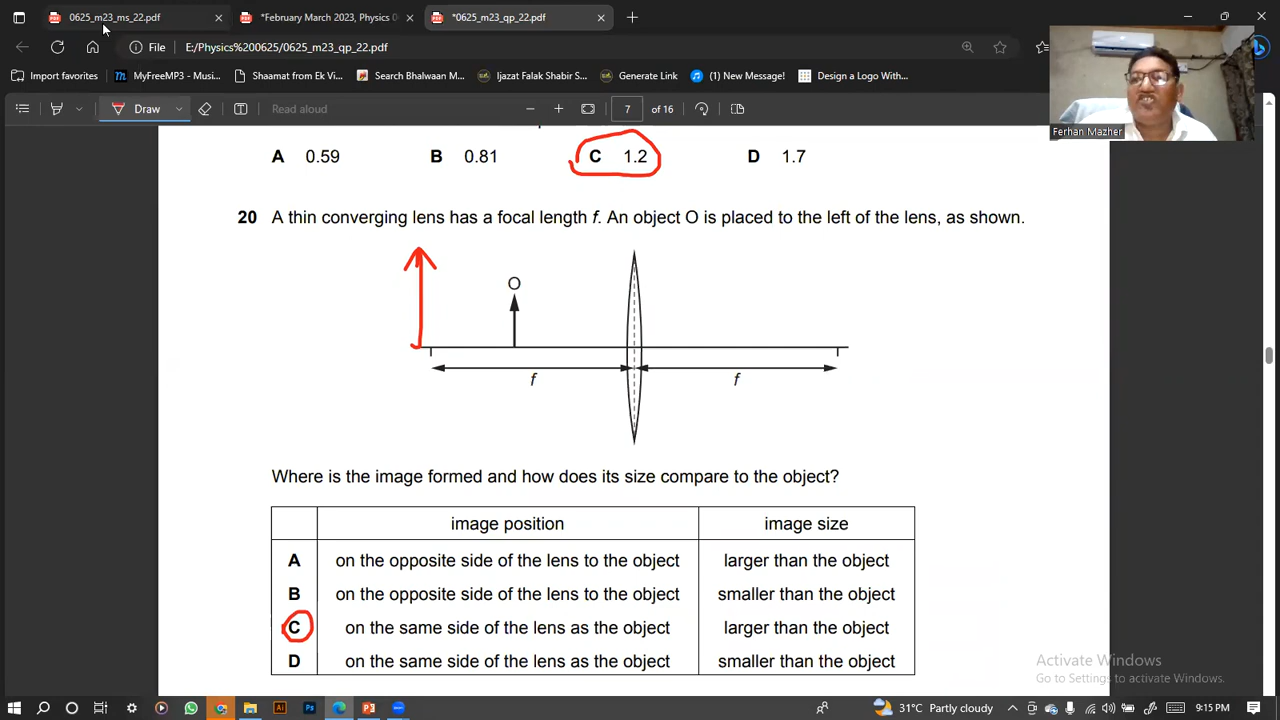 0625_m23_ms_22.pdf
*February March 2023, Physics 0
*0625_m23_qp_22.pdf
File
E:/Physics%200625/0625_m23_qp_22.pdf
Import favorites
MyFreeMP3 - Musi...
Shaamat from Ek Vi...
Search Bhalwaan M...
Ijazat Falak Shabir S...
Generate Link
(1) New Message!
Design a Logo With...
Draw
Read aloud
7
of 16
Ferhan Mazher
A 0.59 B 0.81 C 1.2 D 1.7
20 A thin converging lens has a focal length f. An object O is placed to the left of the lens, as shown.
O
f
f
Where is the image formed and how does its size compare to the object?
image position image size
A on the opposite side of the lens to the object larger than the object
B on the opposite side of the lens to the object smaller than the object
C on the same side of the lens as the object larger than the object
D on the same side of the lens as the object smaller than the object
Activate Windows
Go to Settings to activate Windows.
31°C Partly cloudy
9:15 PM